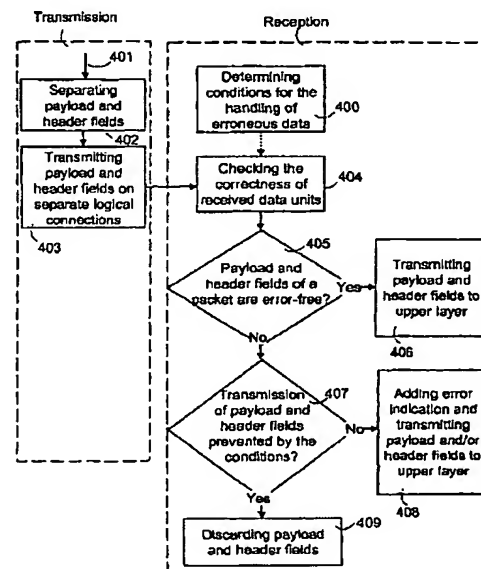 Transmission
401
Separating
payload and
header fields
402
Transmitting
payload and
header fields on
separate logical
connections
403
Reception
Determining
conditions for the
handling of
erroneous data
400
Checking the
correctness of
received data units
404
405
Payload and
header fields of a
packet are error-free?
Yes
Transmitting
payload and
header fields to
upper layer
406
No
407
Transmission
of payload and
header fields
prevented by the
conditions?
No
Adding error
indication and
transmitting
payload and/or
header fields to
upper layer
408
Yes
Discarding payload
and header fields
409